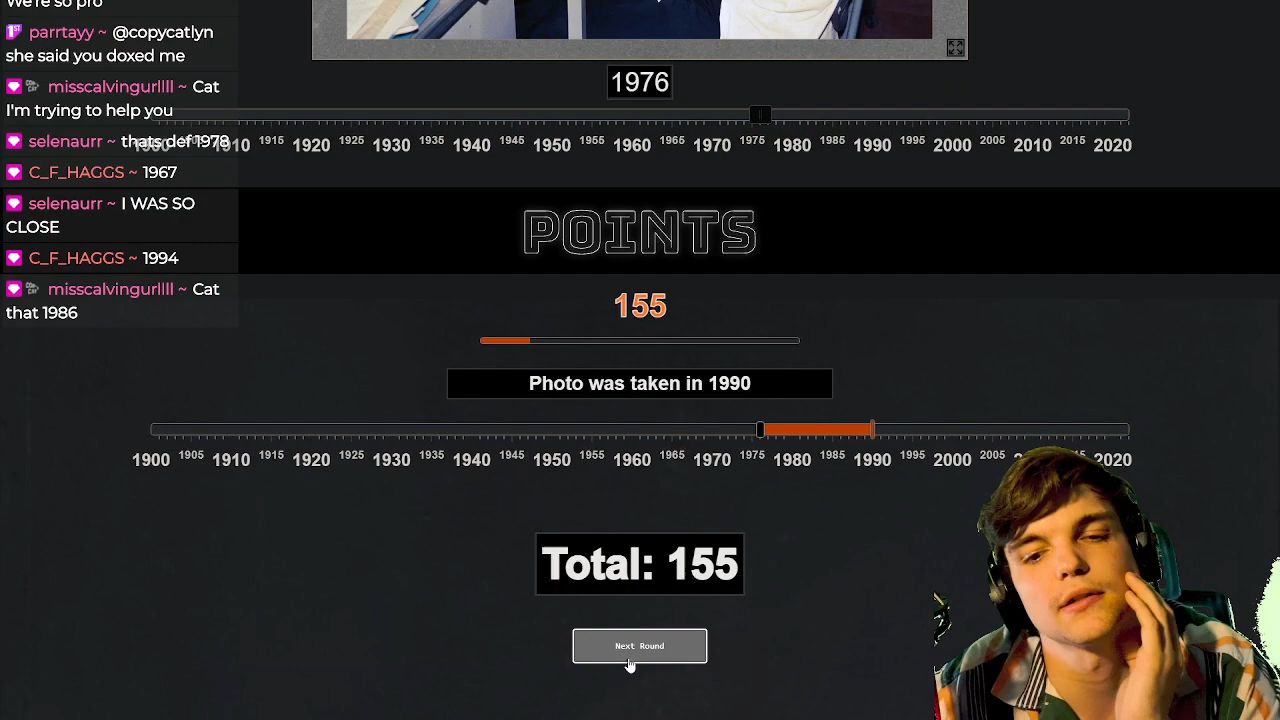 We're so pro
parrtayy ~ @copycatlyn
she said you doxed me
misscalvingurllll ~ Cat
I'm trying to help you
selenaurr ~ thats def 1978
C_F_HAGGS ~ 1967
selenaurr ~ I WAS SO
CLOSE
C_F_HAGGS ~ 1994
misscalvingurllll ~ Cat
that 1986
1976
1910 1915 1920 1925 1930 1935 1940 1945 1950 1955 1960 1965 1970 1975 1980 1985 1990 1995 2000 2005 2010 2015 2020
POINTS
155
Photo was taken in 1990
1900 1905 1910 1915 1920 1925 1930 1935 1940 1945 1950 1955 1960 1965 1970 1975 1980 1985 1990 1995 2000 2005 2020
Total: 155
Next Round